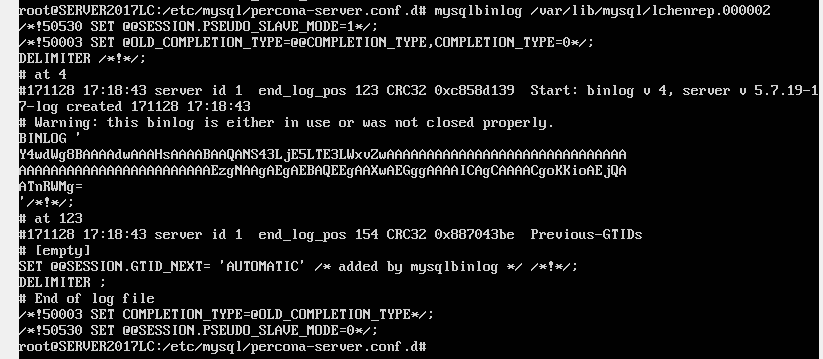 root@SERVER2017LC:/etc/mysql/percona-server.conf.d# mysqlbinlog /var/lib/mysql/lchenrep.000002
/*!50530 SET @@SESSION.PSEUDO_SLAVE_MODE=1*/;
/*!50003 SET @OLD_COMPLETION_TYPE=@@COMPLETION_TYPE,COMPLETION_TYPE=0*/;
DELIMITER /*!*/;
# at 4
#171128 17:18:43 server id 1  end_log_pos 123 CRC32 0xc858d139  Start: binlog v 4, server v 5.7.19-1
7-log created 171128 17:18:43
# Warning: this binlog is either in use or was not closed properly.
BINLOG '
Y4wdWg8BAAAAdwAAAHsAAAABAAQANS43LjE5LTE3LWxvZwAAAAAAAAAAAAAAAAAAAAAAAAAAAAAA
AAAAAAAAAAAAAAAAAAAAAAAAEzgNAAgAEgAEBAQEEgAAXwAEGggAAAAICAgCAAAACgoKKioAEjQA
ATnRWMg=
'/*!*/;
# at 123
#171128 17:18:43 server id 1  end_log_pos 154 CRC32 0x887043be  Previous-GTIDs
# [empty]
SET @@SESSION.GTID_NEXT= 'AUTOMATIC' /* added by mysqlbinlog */ /*!*/;
DELIMITER ;
# End of log file
/*!50003 SET COMPLETION_TYPE=@OLD_COMPLETION_TYPE*/;
/*!50530 SET @@SESSION.PSEUDO_SLAVE_MODE=0*/;
root@SERVER2017LC:/etc/mysql/percona-server.conf.d#